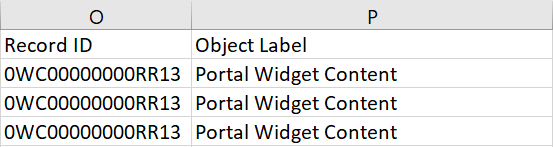 O P
Record ID Object Label
0WC00000000RR13 Portal Widget Content
0WC00000000RR13 Portal Widget Content
0WC00000000RR13 Portal Widget Content